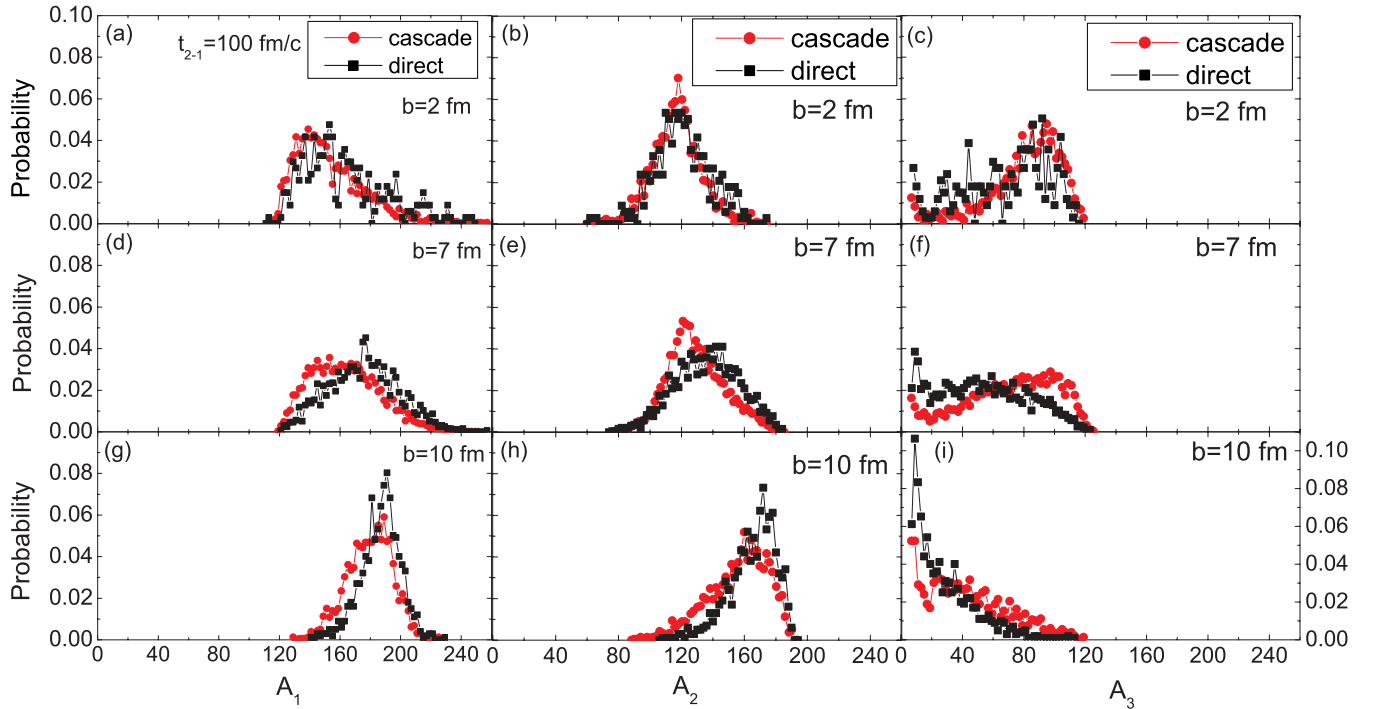 (a)
t2-1=100 fm/c
cascade
direct
b=2 fm
(b)
cascade
direct
b=2 fm
(c)
cascade
direct
b=2 fm
0.10
0.08
0.06
0.04
0.02
0.00
Probability
(d)
b=7 fm
(e)
b=7 fm
(f)
b=7 fm
0.08
0.06
0.04
0.02
0.00
Probability
(g)
b=10 fm
(h)
b=10 fm
(i)
b=10 fm
0.08
0.06
0.04
0.02
0.00
Probability
0.10
0.08
0.06
0.04
0.02
0.00
0 40 80 120 160 200 240
0 40 80 120 160 200 240
0 40 80 120 160 200 240
A1
A2
A3